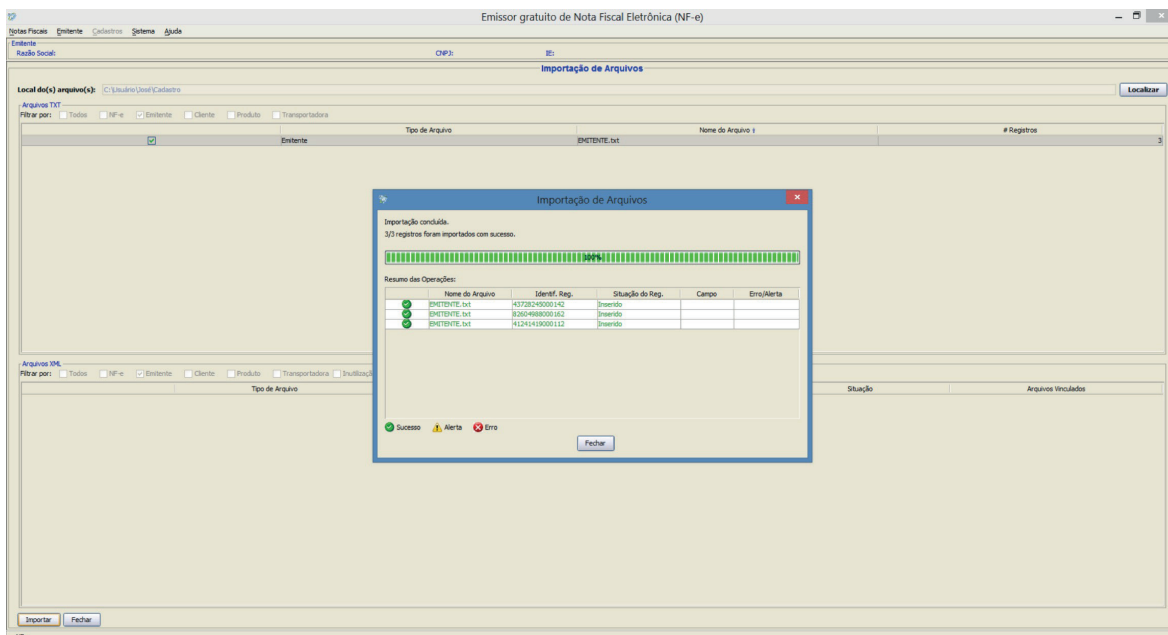 Emissor gratuito de Nota Fiscal Eletrônica (NF-e)
Notas Fiscais Emitente Cadastros Sistema Ajuda
Emitente
Razão Social: CNPJ: IE:
Importação de Arquivos
Local do(s) arquivo(s): C:\Usuário\José\Cadastro Localizar
Arquivos TXT
Filtrar por: Todos NF-e Emitente Cliente Produto Transportadora
Tipo de Arquivo Nome do Arquivo # Registros
Emitente EMITENTE.txt 3
Importação de Arquivos
Importação concluída.
3/3 registros foram importados com sucesso.
100%
Resumo das Operações:
Nome do Arquivo Identif. Reg. Situação do Reg. Campo Erro/Alerta
EMITENTE.txt 43728245000142 Inserido
EMITENTE.txt 82604988000162 Inserido
EMITENTE.txt 41241419000112 Inserido
Sucesso Alerta Erro
Fechar
Arquivos XML
Filtrar por: Todos NF-e Emitente Cliente Produto Transportadora Inutilizaçã
Tipo de Arquivo Situação Arquivos Vinculados
Importar Fechar